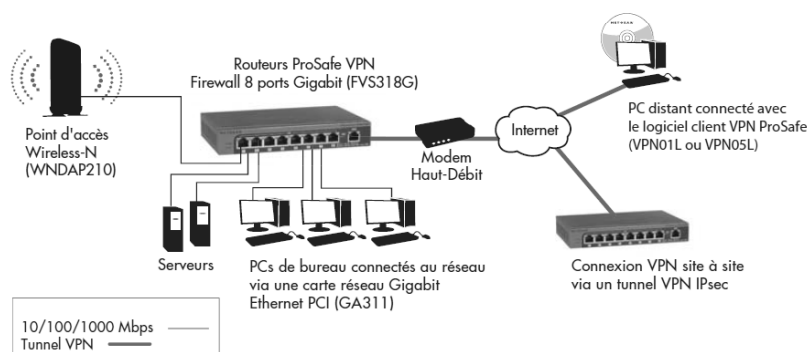 Routeurs ProSafe VPN
Firewall 8 ports Gigabit (FVS318G)
NETGEAR
Point d'accès
Wireless-N
(WNDAP210)
Modem
Haut-Débit
Internet
PC distant connecté avec
le logiciel client VPN ProSafe
(VPN01L ou VPN05L)
Serveurs
PCs de bureau connectés au réseau
via une carte réseau Gigabit
Ethernet PCI (GA311)
Connexion VPN site à site
via un tunnel VPN IPsec
10/100/1000 Mbps
Tunnel VPN